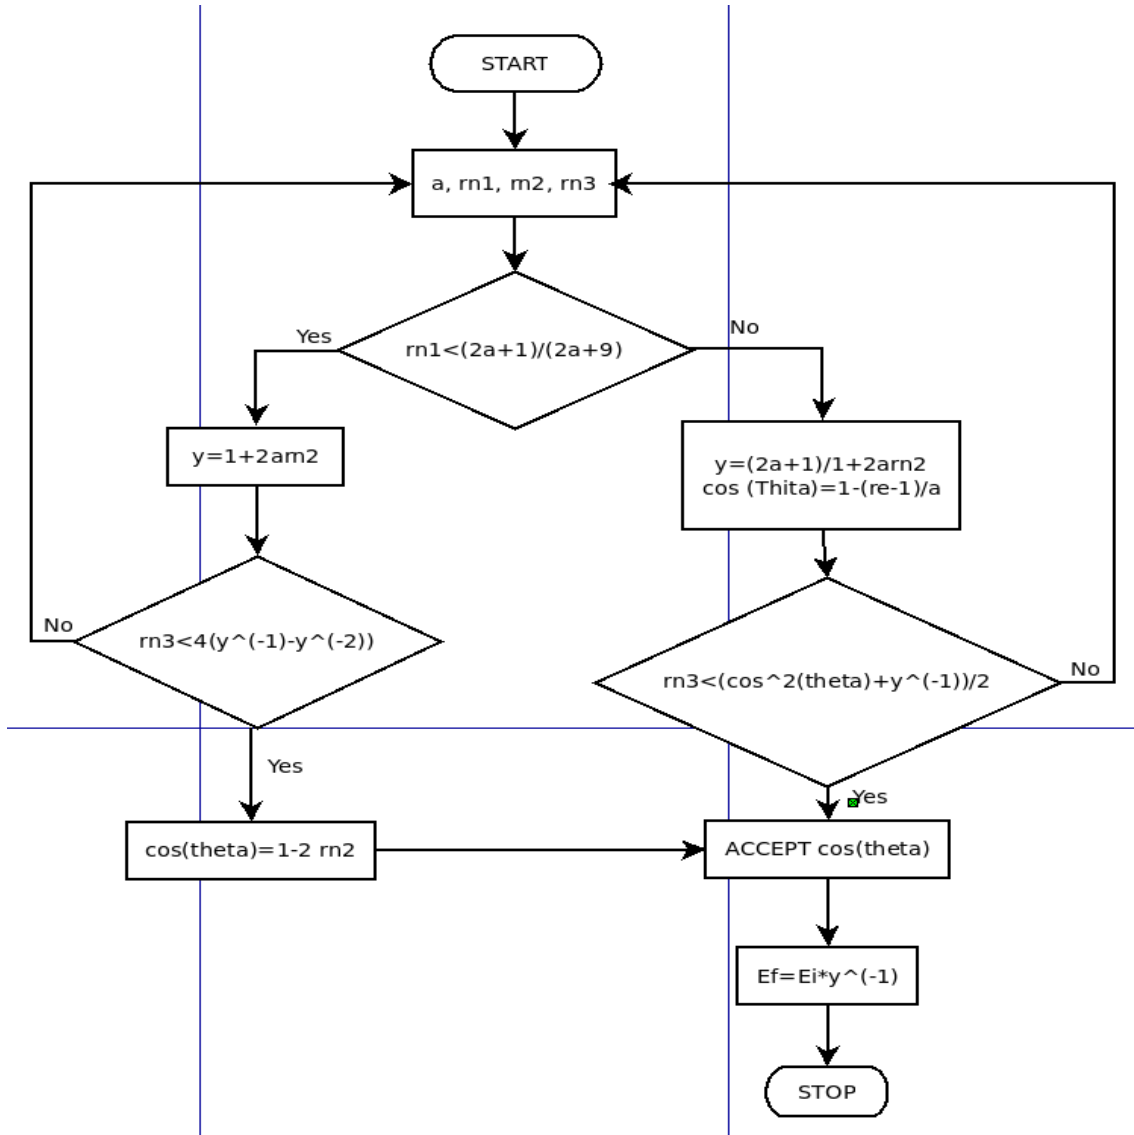 START
a, rn1, rn2, rn3
Yes
No
rn1<(2a+1)/(2a+9)
y=1+2arn2
y=(2a+1)/1+2arn2
cos (Thita)=1-(re-1)/a
No
rn3<4(y^(-1)-y^(-2))
rn3<(cos^2(theta)+y^(-1))/2
No
Yes
Yes
cos(theta)=1-2 rn2
ACCEPT cos(theta)
Ef=Ei*y^(-1)
STOP